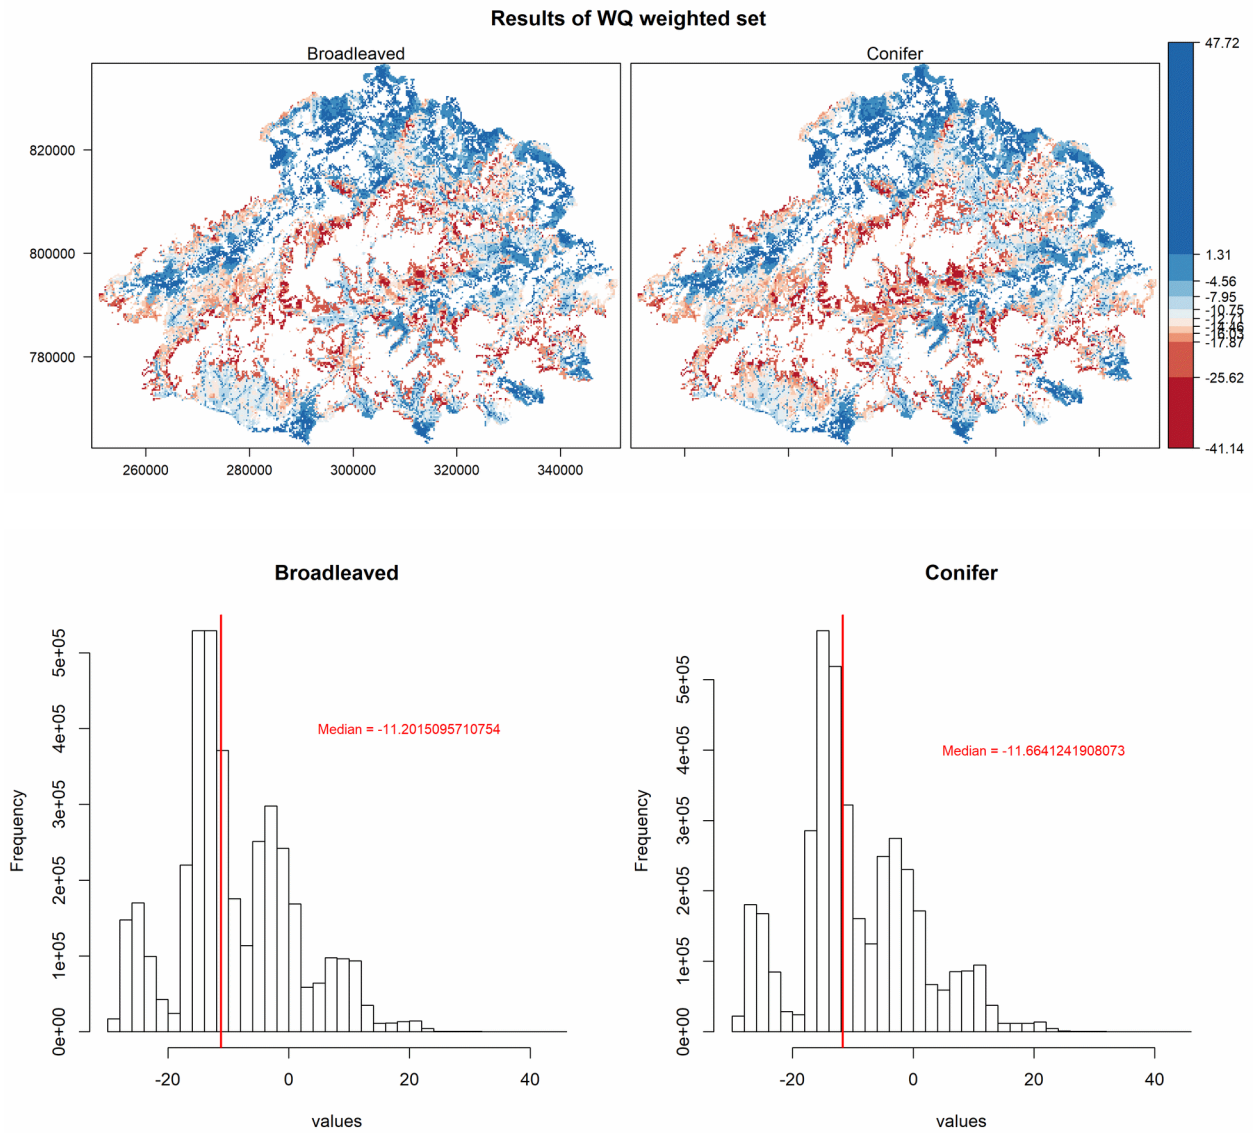 Results of WQ weighted set
Broadleaved
Conifer
820000
800000
780000
260000
280000
300000
320000
340000
47.72
1.31
-4.56
-7.95
-10.75
-12.71
-14.46
-16.03
-17.87
-25.62
-41.14
Broadleaved
Frequency
0e+00
1e+05
2e+05
3e+05
4e+05
5e+05
Median = -11.2015095710754
-20
0
20
40
values
Conifer
Frequency
0e+00
1e+05
2e+05
3e+05
4e+05
5e+05
Median = -11.6641241908073
-20
0
20
40
values